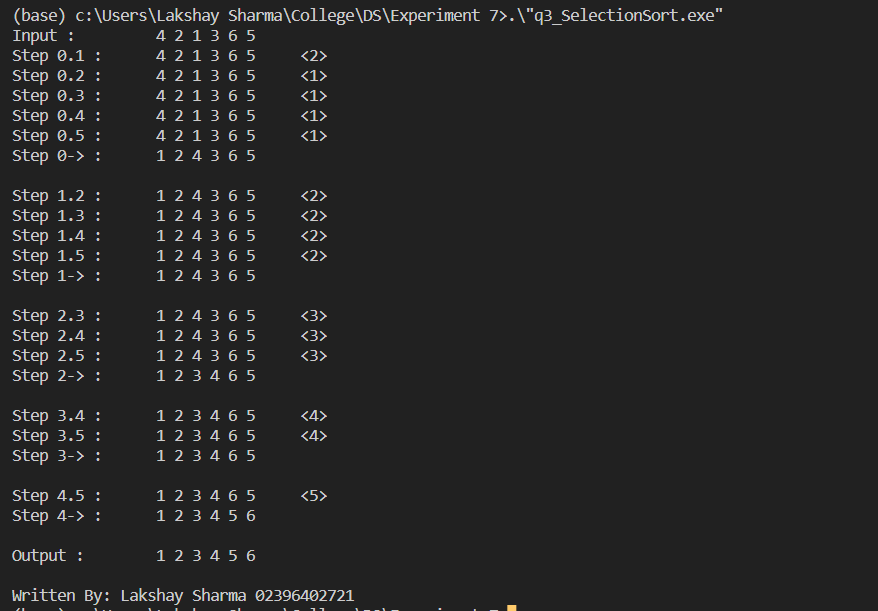 (base) c:\Users\Lakshay Sharma\College\DS\Experiment 7>.\"q3_SelectionSort.exe"
Input :         4 2 1 3 6 5
Step 0.1 :      4 2 1 3 6 5     <2>
Step 0.2 :      4 2 1 3 6 5     <1>
Step 0.3 :      4 2 1 3 6 5     <1>
Step 0.4 :      4 2 1 3 6 5     <1>
Step 0.5 :      4 2 1 3 6 5     <1>
Step 0-> :      1 2 4 3 6 5
Step 1.2 :      1 2 4 3 6 5     <2>
Step 1.3 :      1 2 4 3 6 5     <2>
Step 1.4 :      1 2 4 3 6 5     <2>
Step 1.5 :      1 2 4 3 6 5     <2>
Step 1-> :      1 2 4 3 6 5
Step 2.3 :      1 2 4 3 6 5     <3>
Step 2.4 :      1 2 4 3 6 5     <3>
Step 2.5 :      1 2 4 3 6 5     <3>
Step 2-> :      1 2 3 4 6 5
Step 3.4 :      1 2 3 4 6 5     <4>
Step 3.5 :      1 2 3 4 6 5     <4>
Step 3-> :      1 2 3 4 6 5
Step 4.5 :      1 2 3 4 6 5     <5>
Step 4-> :      1 2 3 4 5 6
Output :        1 2 3 4 5 6
Written By: Lakshay Sharma 02396402721